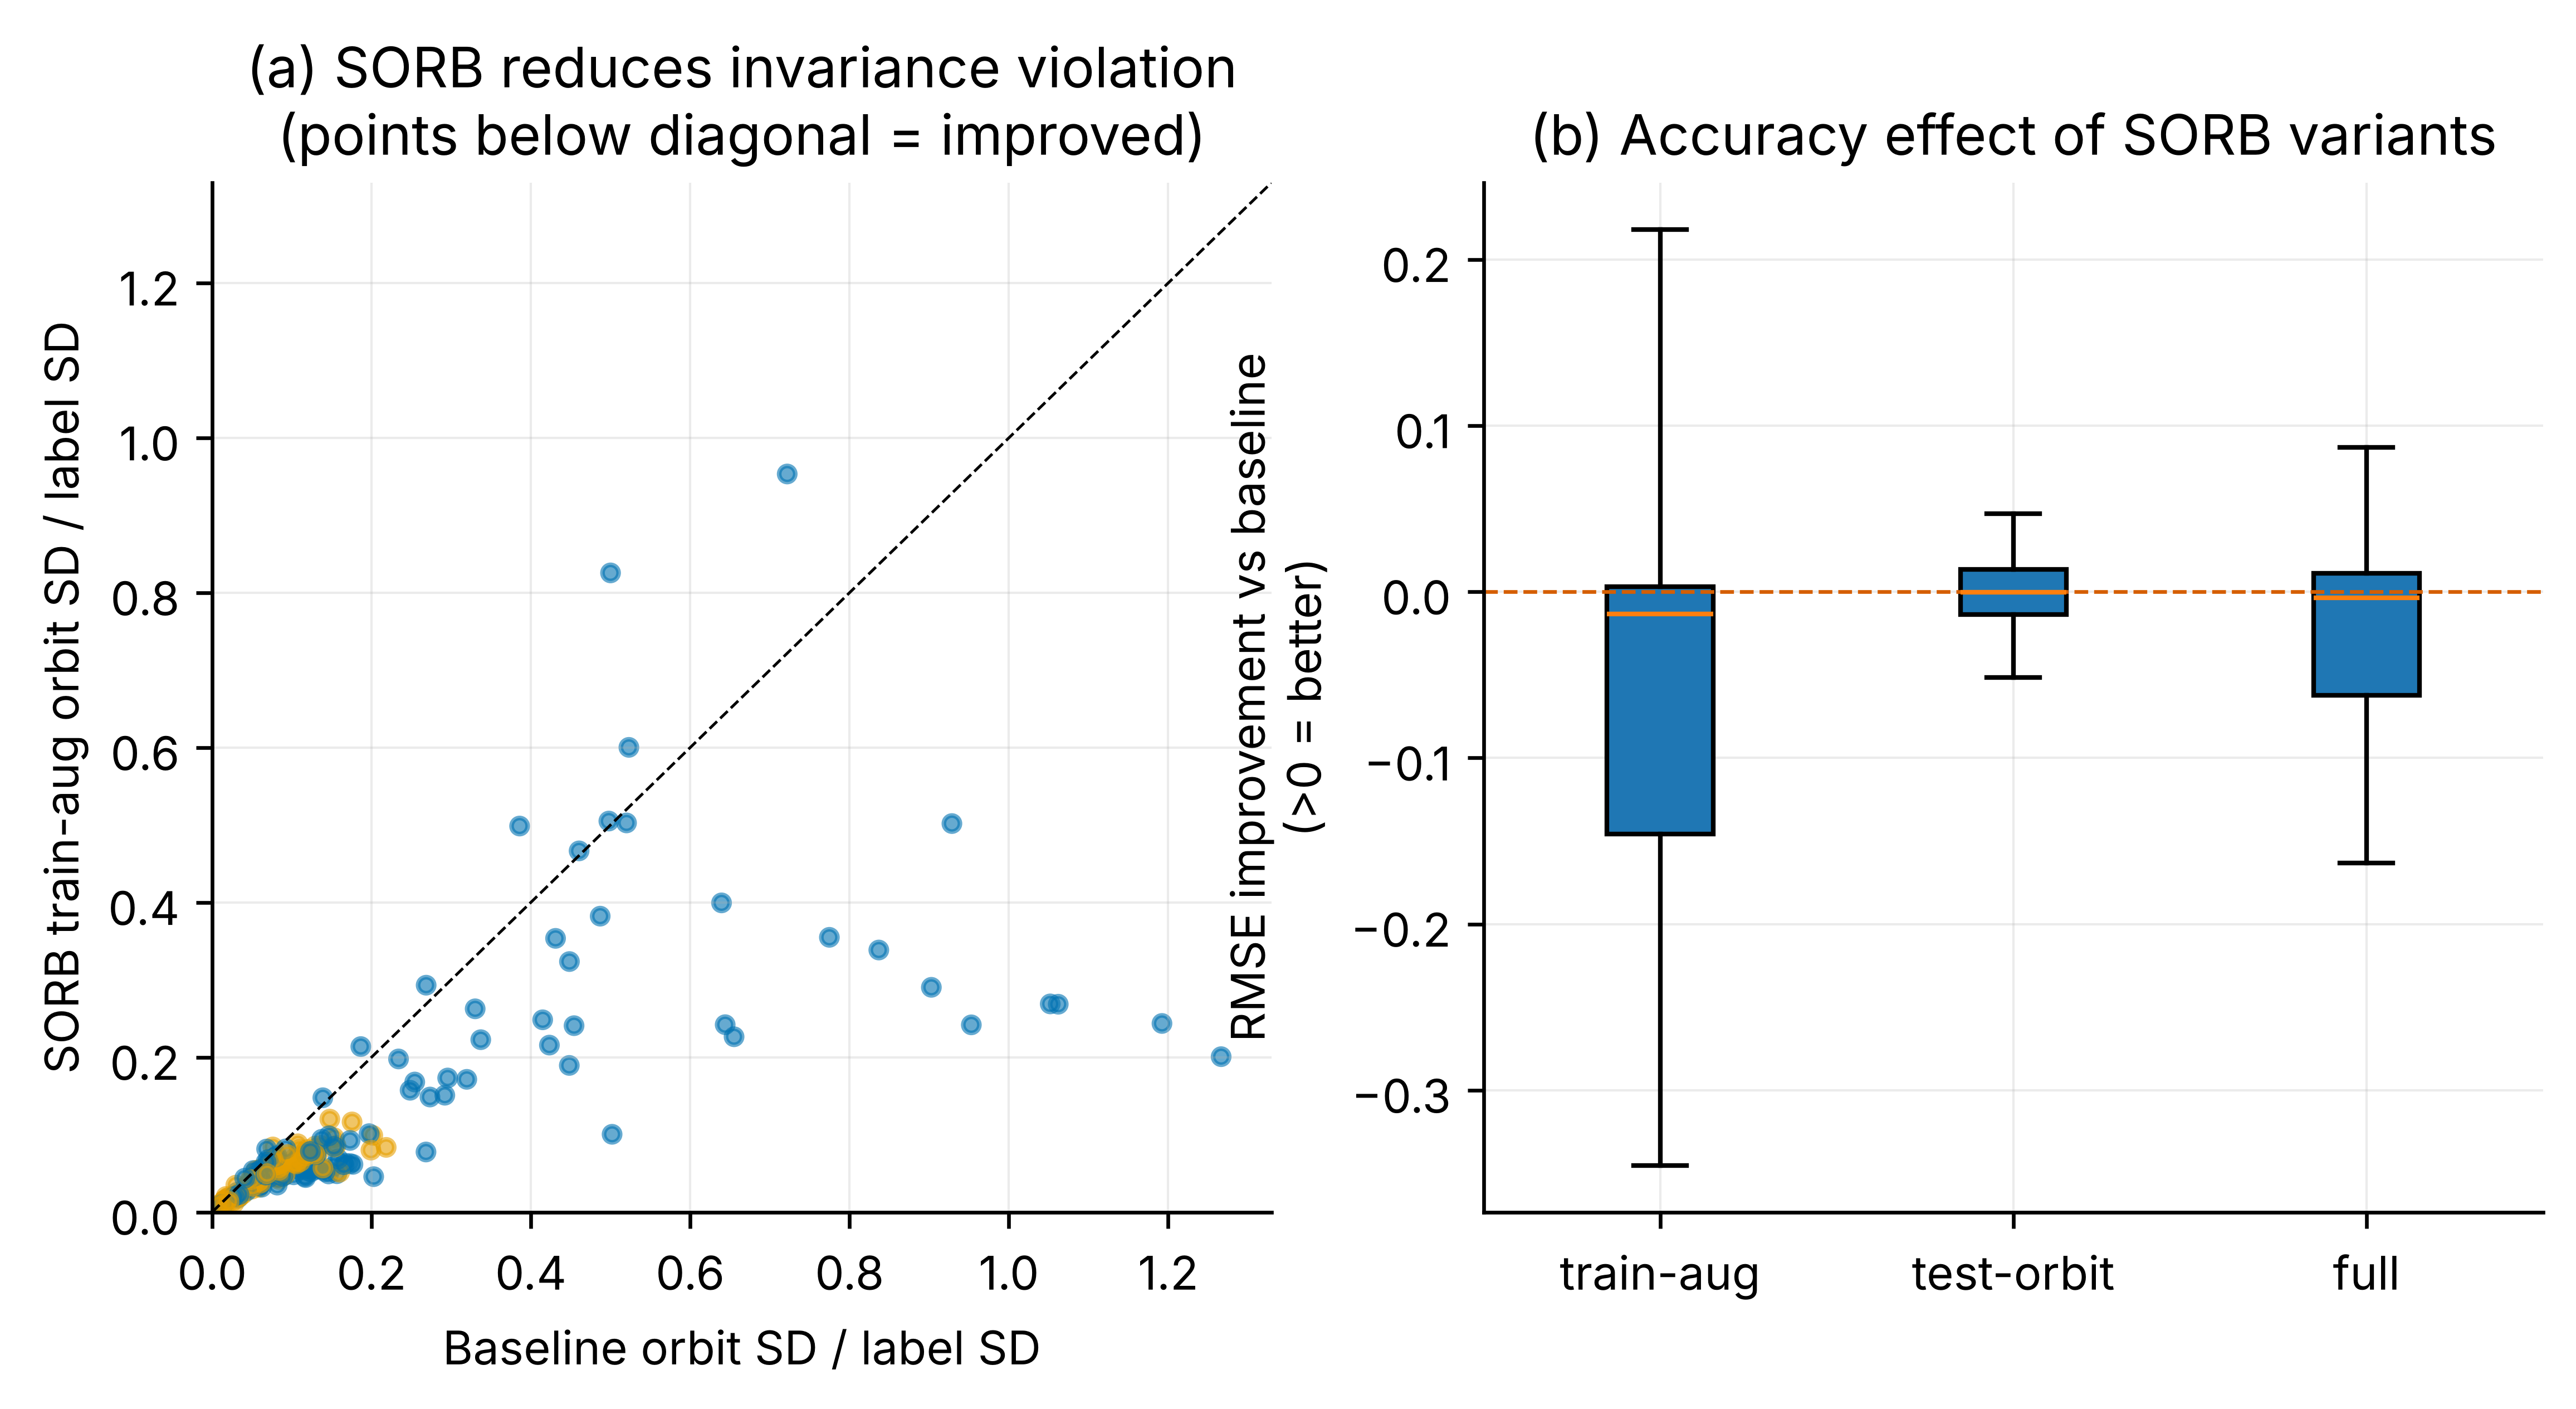 (a) SORB reduces invariance violation
(points below diagonal = improved)
SORB train-aug orbit SD / label SD
1.2
1.0
0.8
0.6
0.4
0.2
0.0
0.0 0.2 0.4 0.6 0.8 1.0 1.2
Baseline orbit SD / label SD
(b) Accuracy effect of SORB variants
RMSE improvement vs baseline
(>0 = better)
0.2
0.1
0.0
−0.1
−0.2
−0.3
train-aug test-orbit full